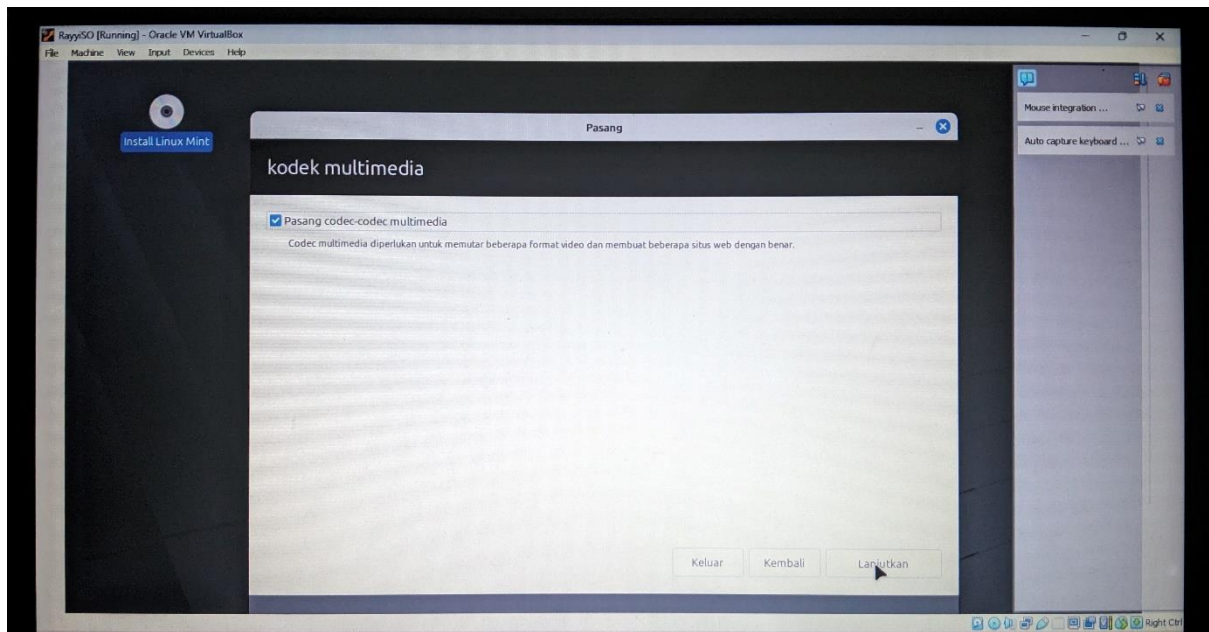 RayyiSO [Running] - Oracle VM VirtualBox
File Machine View Input Devices Help
Install Linux Mint
Pasang
kodek multimedia
Pasang codec-codec multimedia
Codec multimedia diperlukan untuk memutar beberapa format video dan membuat beberapa situs web dengan benar.
Keluar Kembali Lanjutkan
Mouse integration ...
Auto capture keyboard ...
Right Ctrl